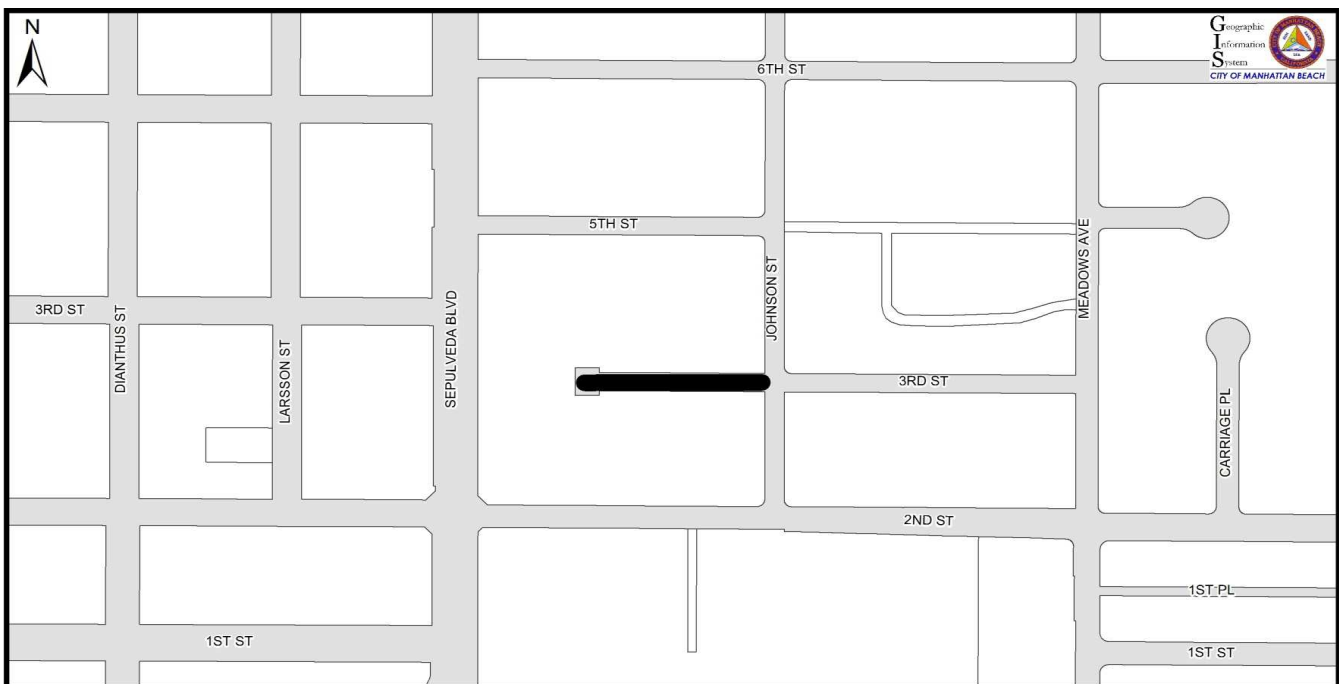 N
Geographic
Information
System
CITY OF MANHATTAN BEACH
6TH ST
5TH ST
3RD ST
DIANTHUS ST
LARSSON ST
SEPULVEDA BLVD
JOHNSON ST
MEADOWS AVE
3RD ST
CARRIAGE PL
2ND ST
1ST PL
1ST ST
1ST ST